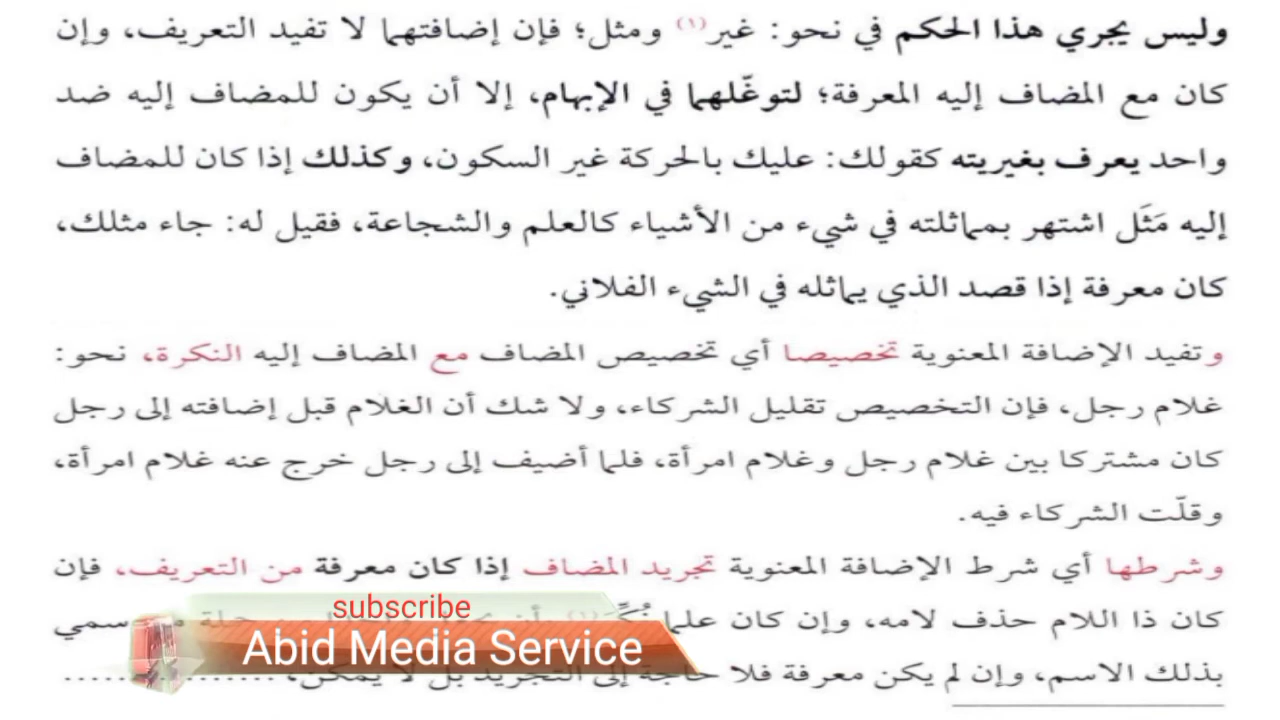 وليس يجري هذا الحكم في نحو: غير(١) ومثل؛ فإن إضافتهما لا تفيد التعريف، وإن
كان مع المضاف إليه المعرفة؛ لتوغّلهما في الإبهام، إلا أن يكون للمضاف إليه ضد
واحد يعرف بغيريته كقولك: عليك بالحركة غير السكون، وكذلك إذا كان للمضاف
إليه مَثَل اشتهر بمماثلته في شيء من الأشياء كالعلم والشجاعة، فقيل له: جاء مثلك،
كان معرفة إذا قصد الذي يماثله في الشيء الفلاني.
وتفيد الإضافة المعنوية تخصيصا أي تخصيص المضاف مع المضاف إليه النكرة، نحو:
غلام رجل، فإن التخصيص تقليل الشركاء، ولا شك أن الغلام قبل إضافته إلى رجل
كان مشتركا بين غلام رجل وغلام امرأة، فلما أضيف إلى رجل خرج عنه غلام امرأة،
وقلّت الشركاء فيه.
وشرطها أي شرط الإضافة المعنوية تجريد المضاف إذا كان معرفة من التعريف، فإن
كان ذا اللام حذف لامه، وإن كان علما نُكِّر سمي
بذلك الاسم، وإن لم يكن معرفة فلا حاجة إلى التجريد بل لا يمكن، ................
subscribe
Abid Media Service